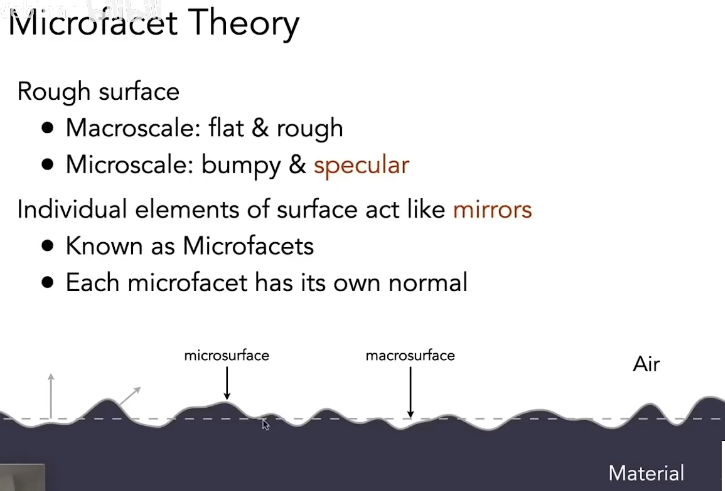 Microfacet Theory
Rough surface
• Macroscale: flat & rough
• Microscale: bumpy & specular
Individual elements of surface act like mirrors
• Known as Microfacets
• Each microfacet has its own normal
microsurface
macrosurface
Air
Material